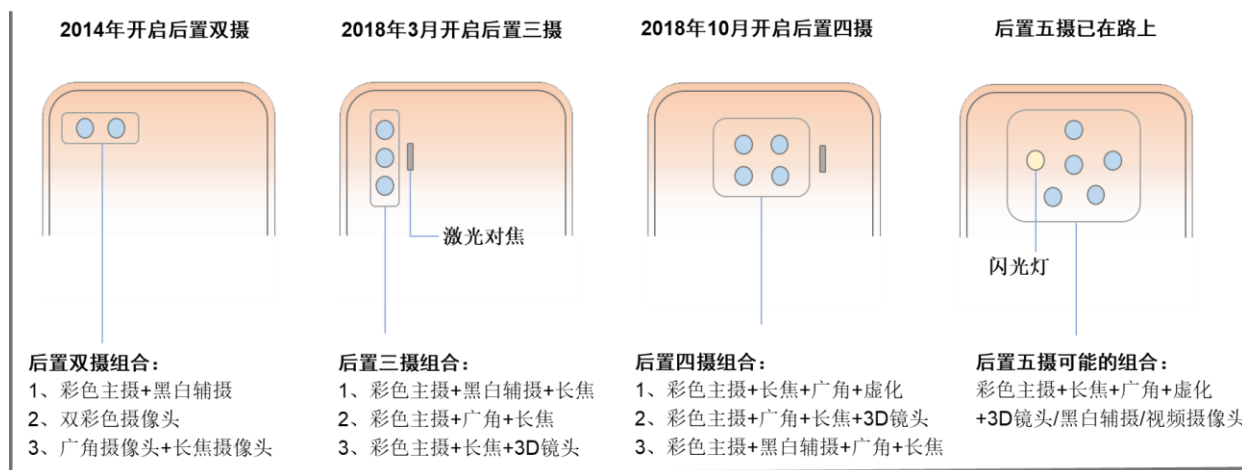 2014年开启后置双摄
2018年3月开启后置三摄
2018年10月开启后置四摄
后置五摄已在路上
激光对焦
闪光灯
后置双摄组合：
1、彩色主摄+黑白辅摄
2、双彩色摄像头
3、广角摄像头+长焦摄像头
后置三摄组合：
1、彩色主摄+黑白辅摄+长焦
2、彩色主摄+广角+长焦
3、彩色主摄+长焦+3D镜头
后置四摄组合：
1、彩色主摄+长焦+广角+虚化
2、彩色主摄+广角+长焦+3D镜头
3、彩色主摄+黑白辅摄+广角+长焦
后置五摄可能的组合：
彩色主摄+长焦+广角+虚化
+3D镜头/黑白辅摄/视频摄像头